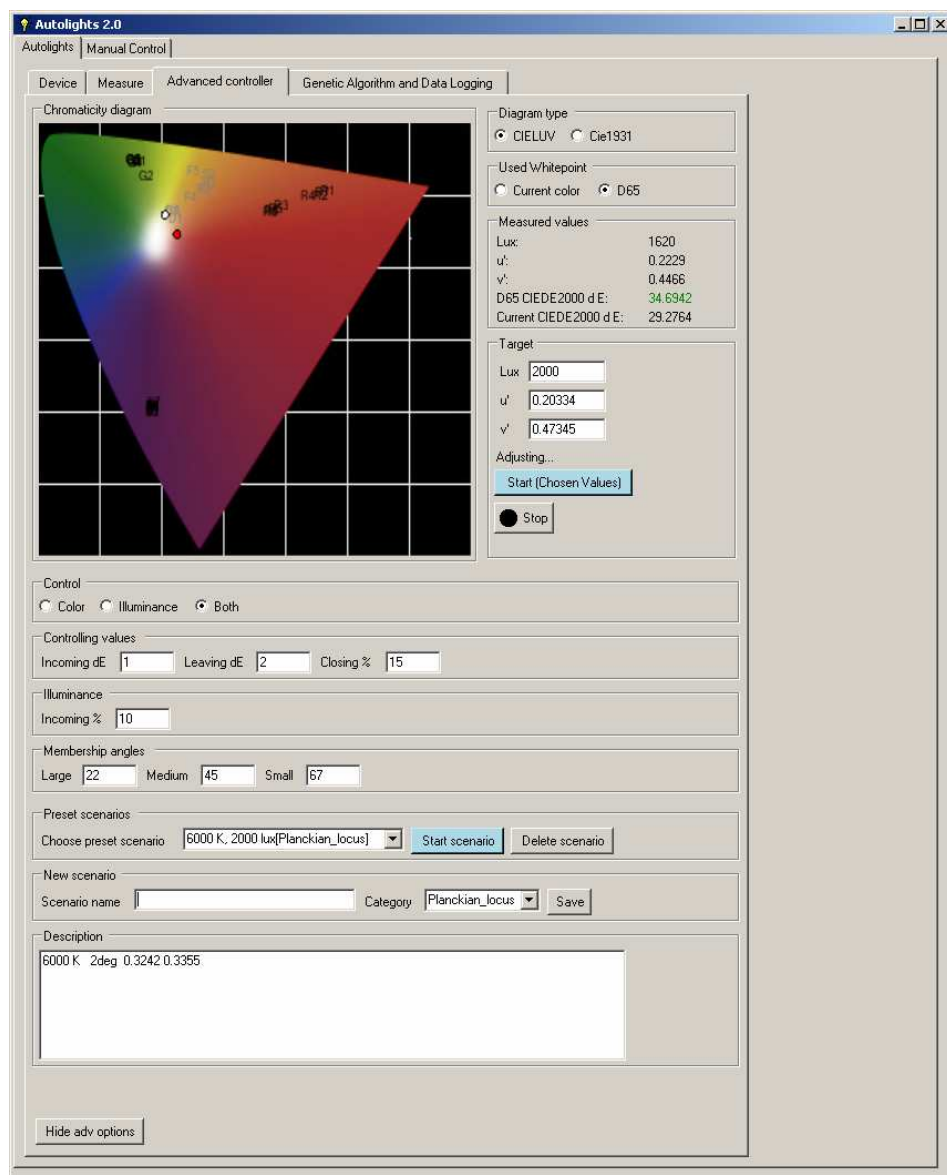 Autolights 2.0
Autolights Manual Control
Device Measure Advanced controller Genetic Algorithm and Data Logging
Chromaticity diagram
G2
R4
R3
Diagram type
CIELUV Cie1931
Used Whitepoint
Current color D65
Measured values
Lux: 1620
u': 0.2229
v': 0.4466
D65 CIEDE2000 d E: 34.6942
Current CIEDE2000 d E: 29.2764
Target
Lux 2000
u' 0.20334
v' 0.47345
Adjusting...
Start (Chosen Values)
Stop
Control
Color Illuminance Both
Controlling values
Incoming dE 1 Leaving dE 2 Closing % 15
Illuminance
Incoming % 10
Membership angles
Large 22 Medium 45 Small 67
Preset scenarios
Choose preset scenario 6000 K, 2000 lux[Planckian_locus] Start scenario Delete scenario
New scenario
Scenario name Category Planckian_locus Save
Description
6000 K 2deg 0.3242 0.3355
Hide adv options